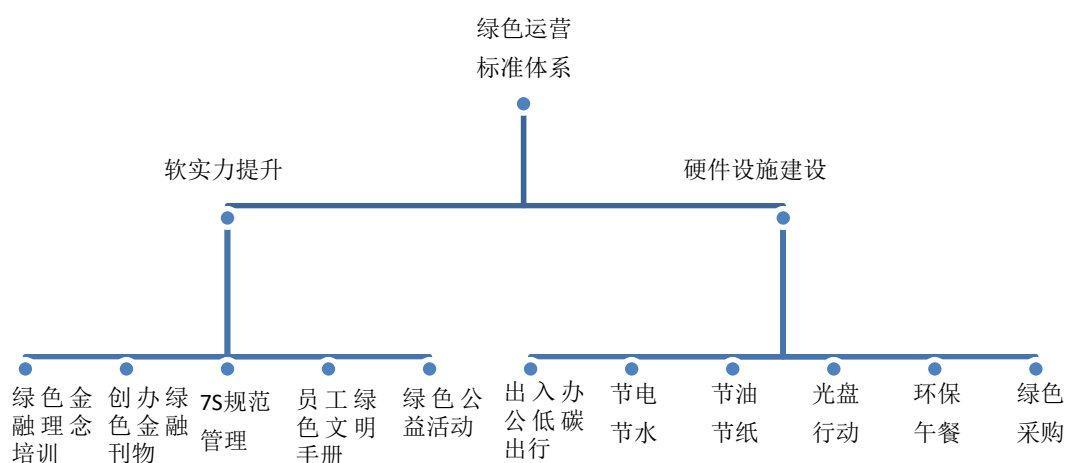 绿色运营
标准体系
软实力提升
硬件设施建设
绿色金
融理念
培训
创办绿
色金融
刊物
7S规范
管理
员工绿
色文明
手册
绿色公
益活动
出入办
公低碳
出行
节电
节水
节油
节纸
光盘
行动
环保
午餐
绿色
采购